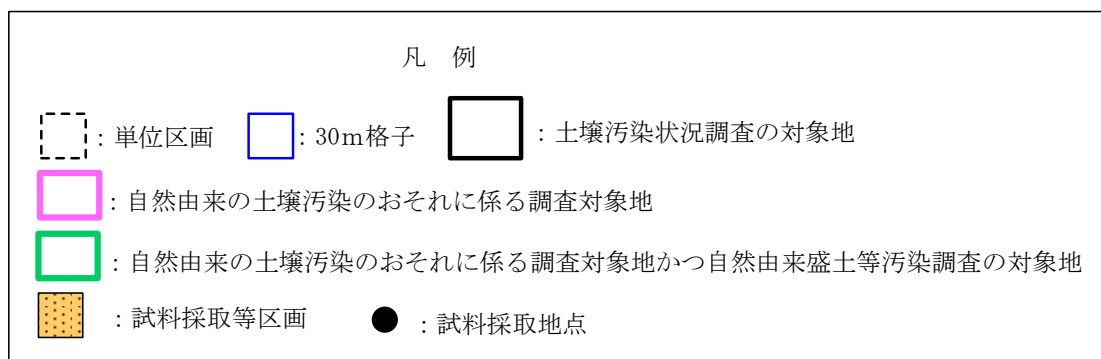 凡 例
：単位区画 ：30m格子 ：土壌汚染状況調査の対象地
：自然由来の土壌汚染のおそれに係る調査対象地
：自然由来の土壌汚染のおそれに係る調査対象地かつ自然由来盛土等汚染調査の対象地
：試料採取等区画 ：試料採取地点